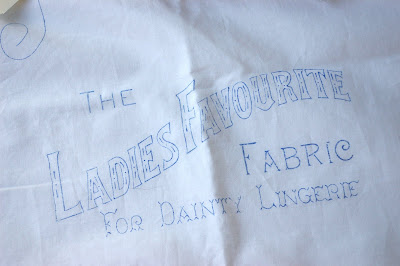 THE
LADIES FAVOURITE
FABRIC
FOR DAINTY LINGERIE